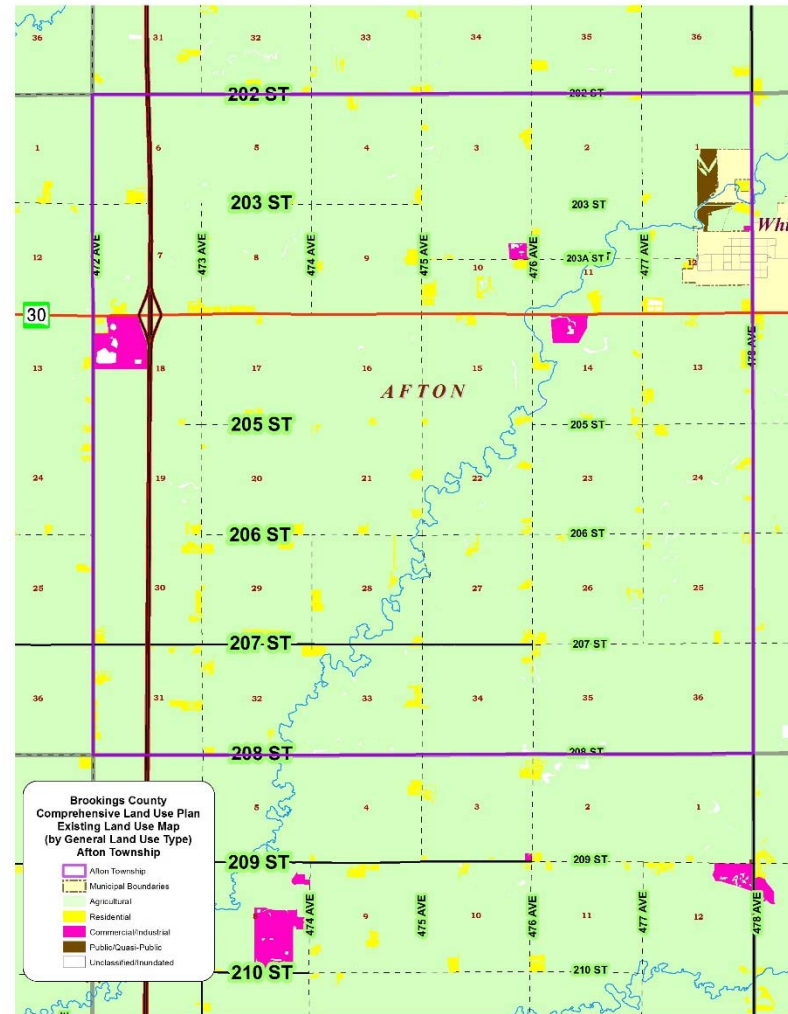 36 31 32 33 34 35 36
202 ST 202 ST
1 6 5 4 3 2 1
203 ST 203 ST
Whi
472 AVE 473 AVE 474 AVE 475 AVE 476 AVE 477 AVE
12 7 8 9 10 203A ST 11 12
30
478 AVE
13 18 17 16 15 14 13
AFTON
205 ST 205 ST
24 19 20 21 22 23 24
206 ST 206 ST
25 30 29 28 27 26 25
207 ST 207 ST
36 31 32 33 34 35 36
208 ST 208 ST
5 4 3 2 1
209 ST 209 ST
474 AVE 475 AVE 476 AVE 477 AVE 478 AVE
8 9 10 11 12
210 ST 210 ST
Brookings County
Comprehensive Land Use Plan
Existing Land Use Map
(by General Land Use Type)
Afton Township
Afton Township
Municipal Boundaries
Agricultural
Residential
Commercial/Industrial
Public/Quasi-Public
Unclassified/Inundated